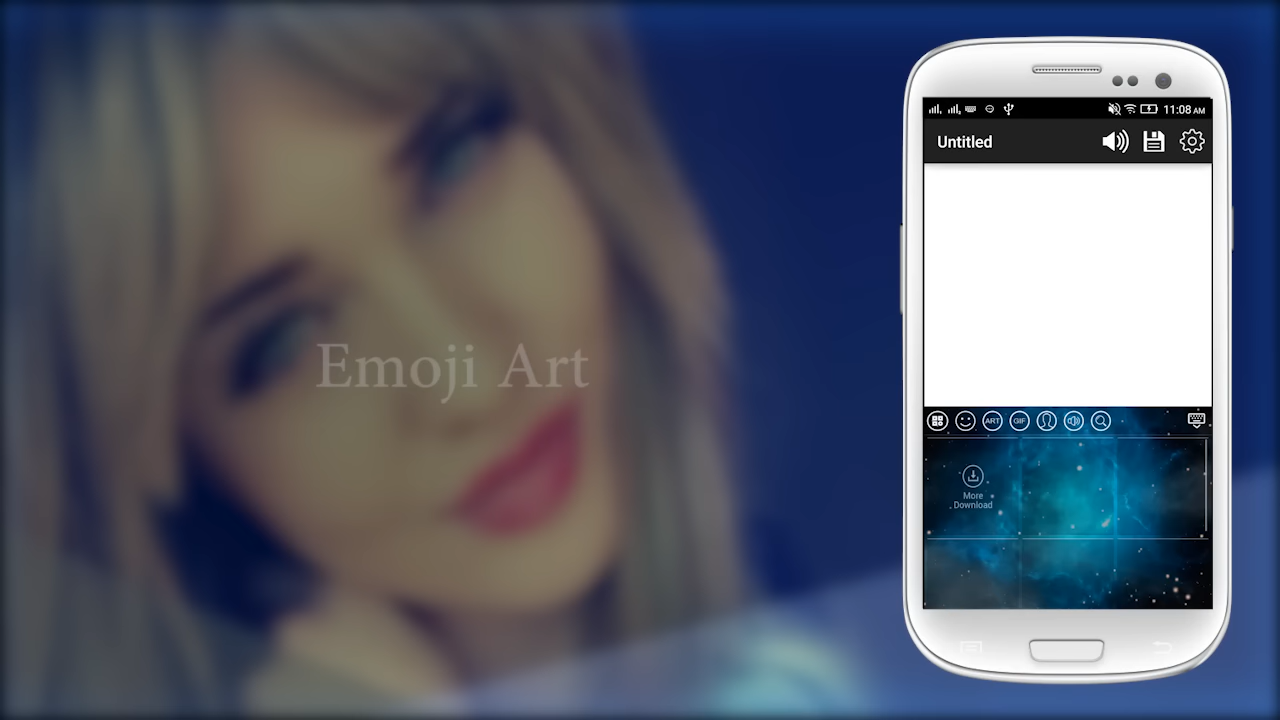 Emoji Art
11:08 AM
Untitled
ART
GIF
More
Download